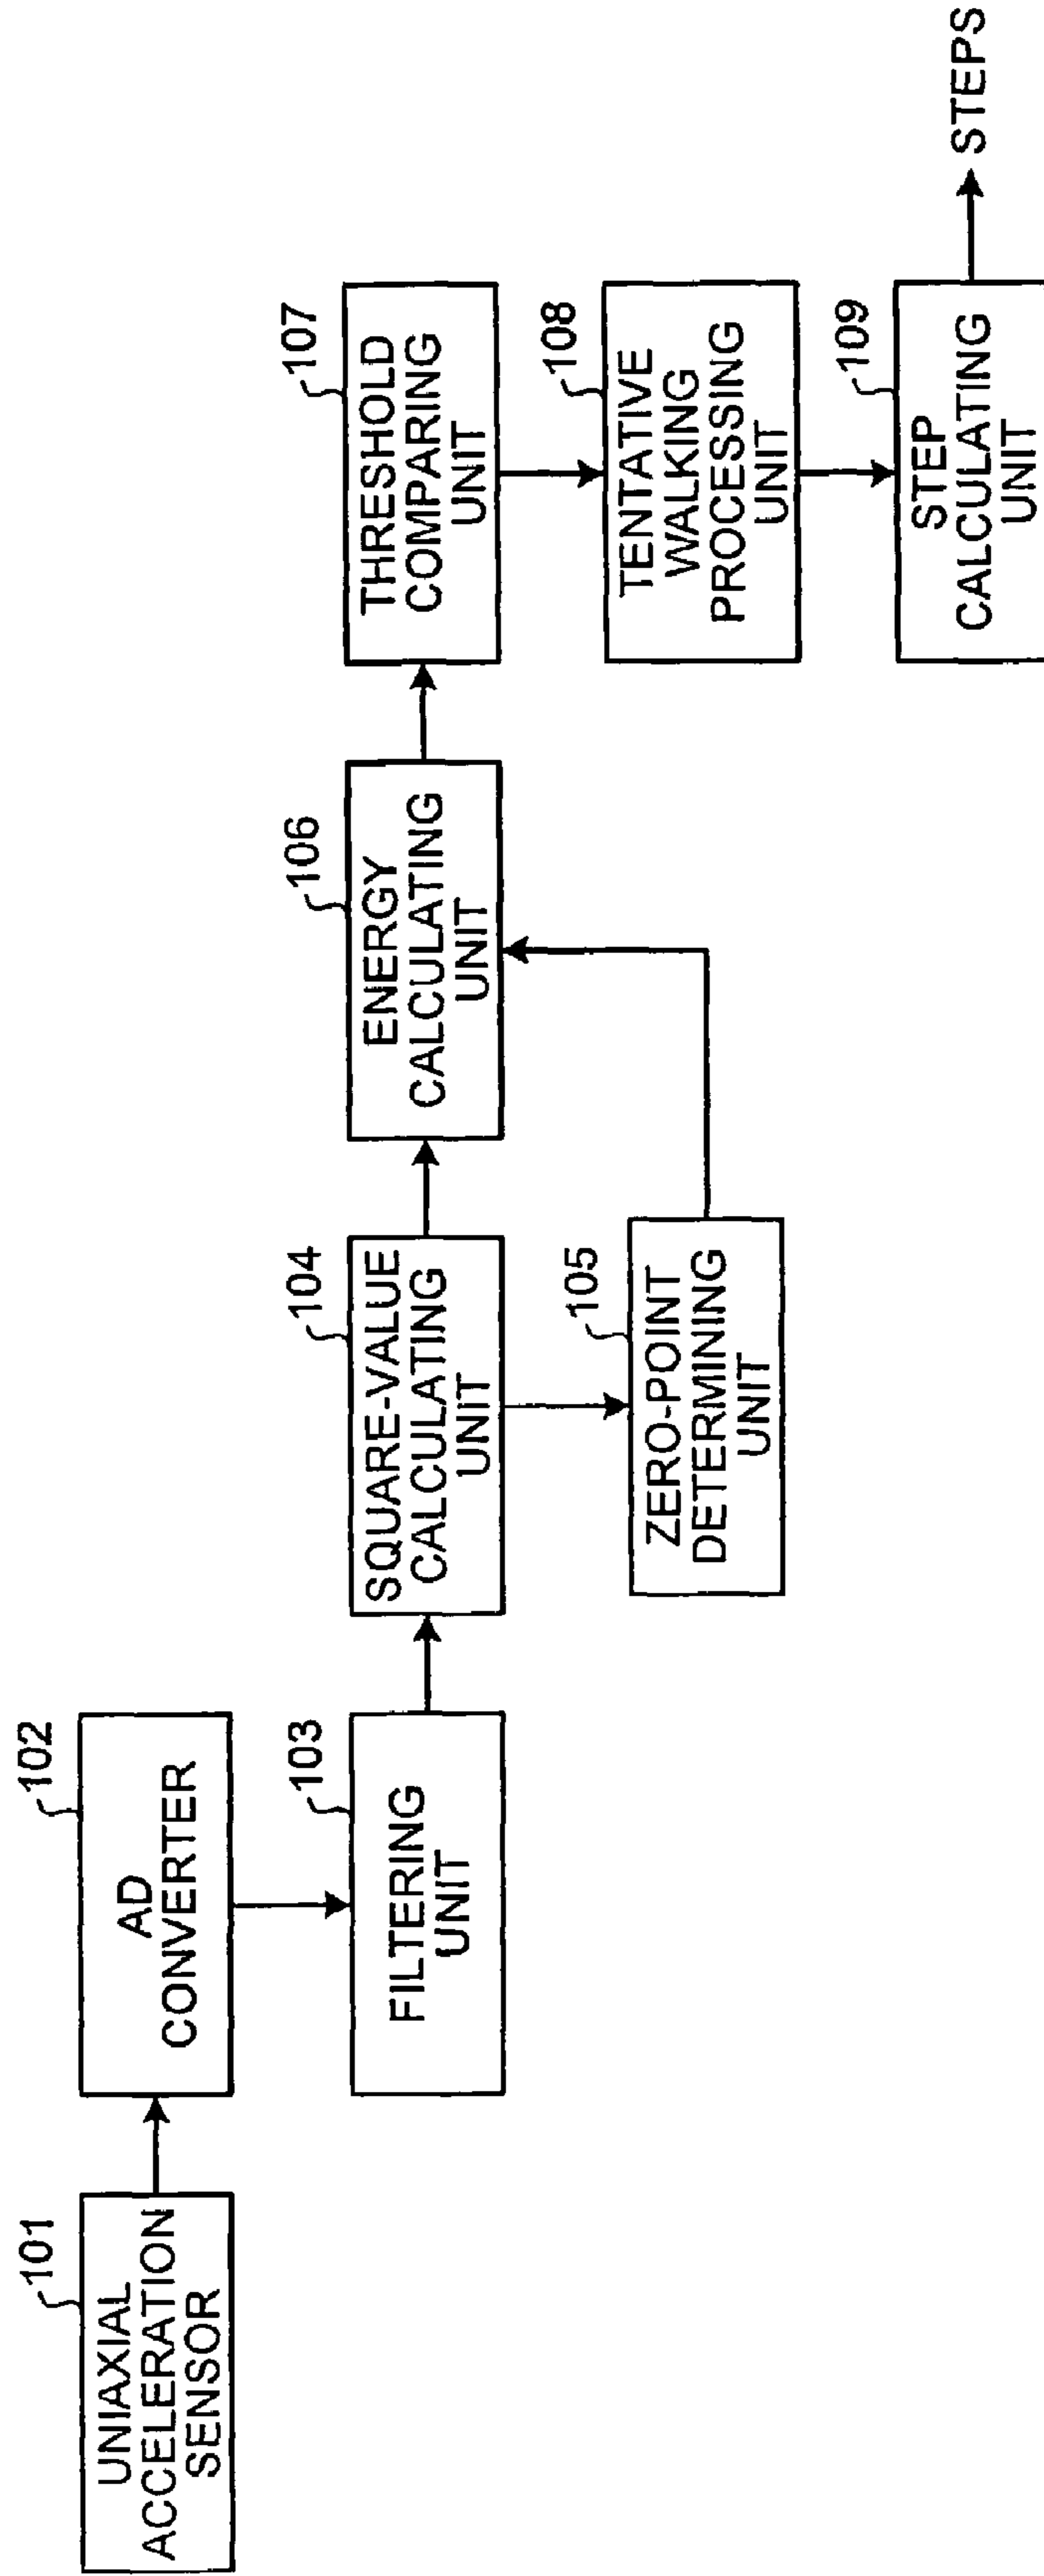 101
UNIAXIAL
ACCELERATION
SENSOR
102
AD
CONVERTER
103
FILTERING
UNIT
104
SQUARE-VALUE
CALCULATING
UNIT
105
ZERO-POINT
DETERMINING
UNIT
106
ENERGY
CALCULATING
UNIT
107
THRESHOLD
COMPARING
UNIT
108
TENTATIVE
WALKING
PROCESSING
UNIT
109
STEP
CALCULATING
UNIT
STEPS